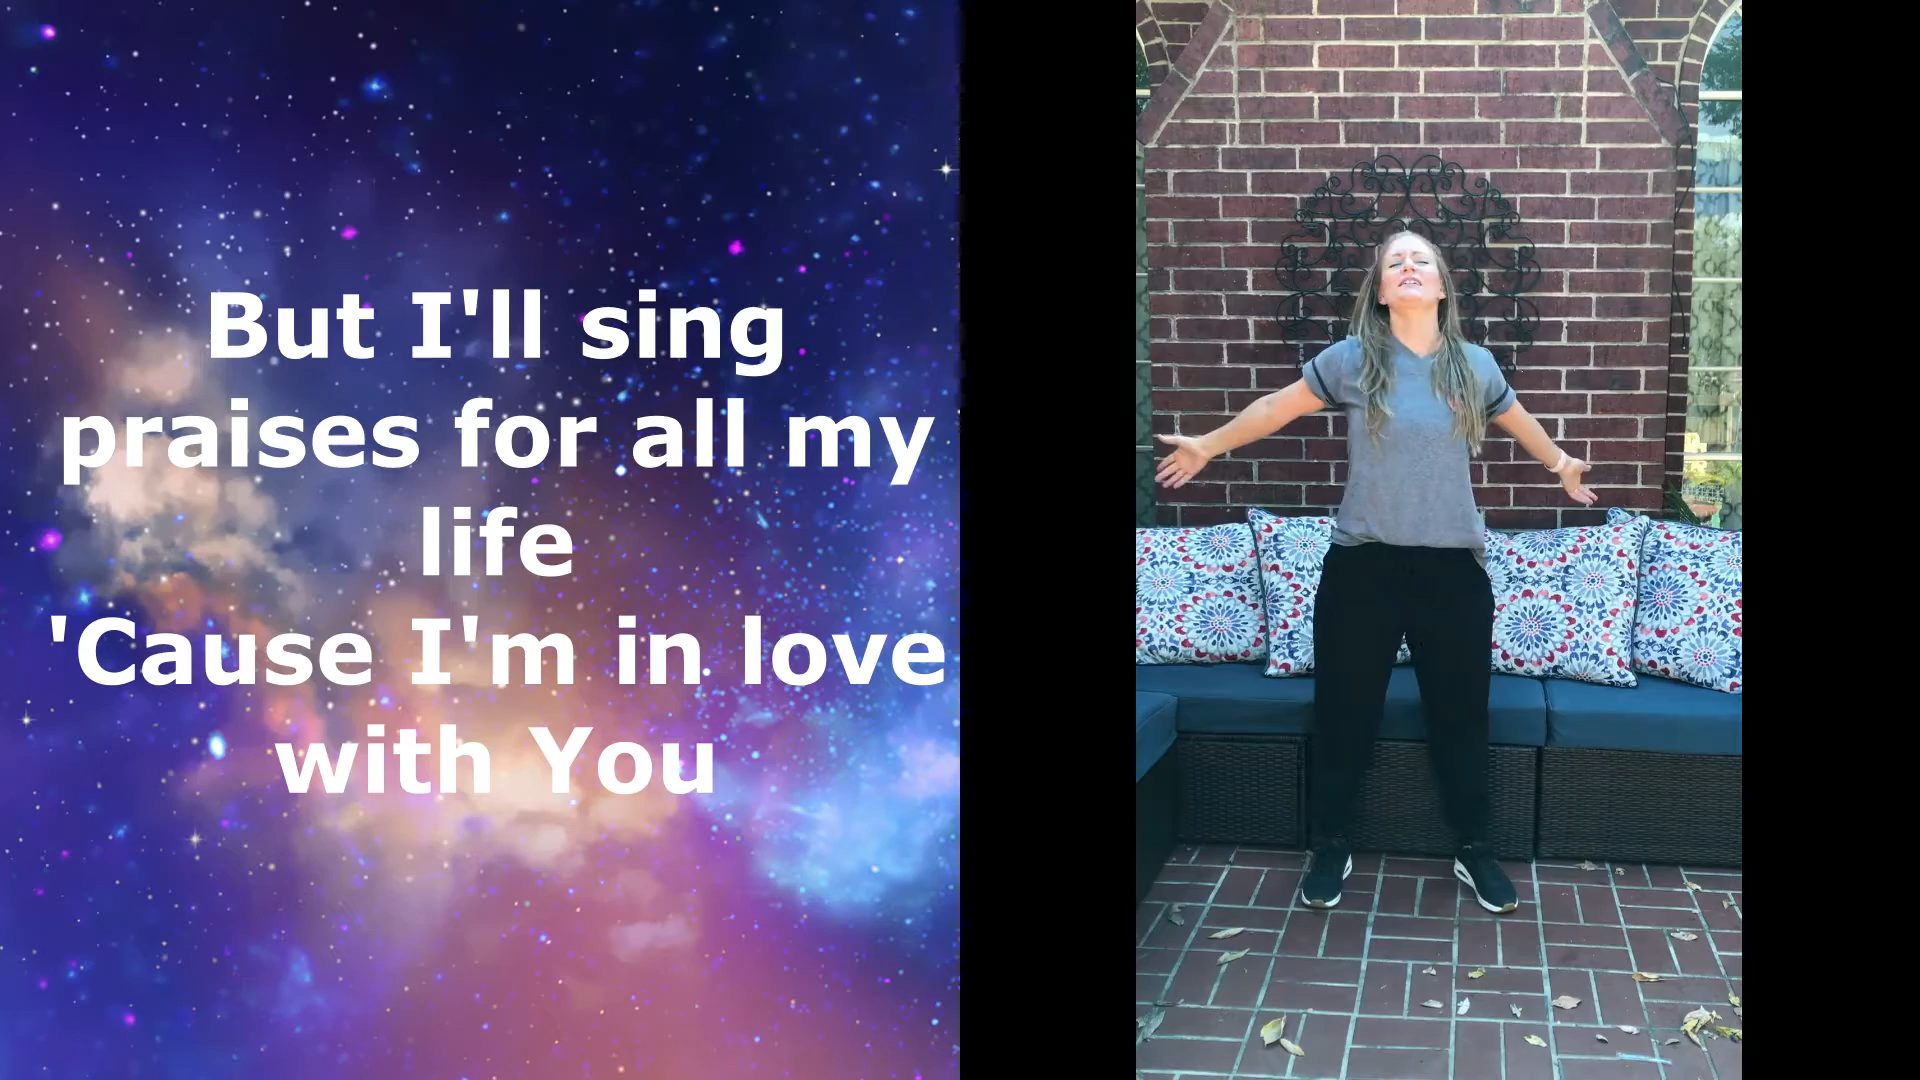 But I'll sing
praises for all my
life
'Cause I'm in love
with You